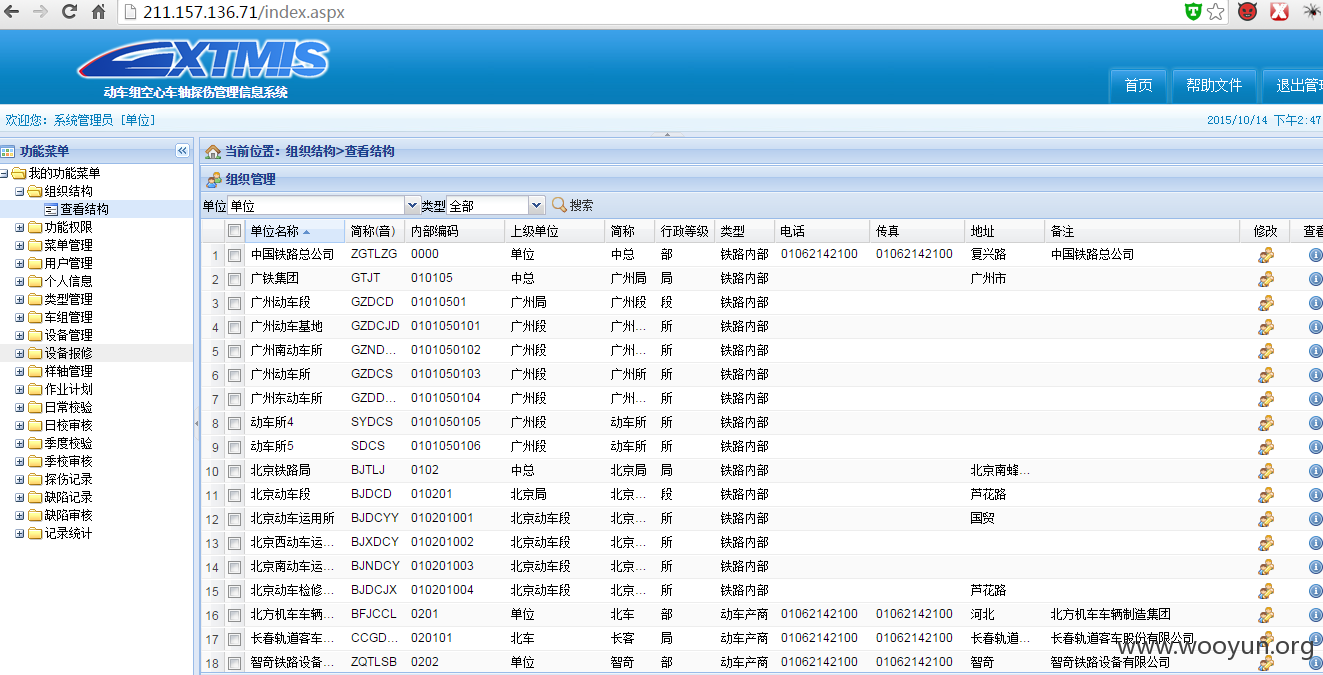 211.157.136.71/index.aspx
EXTMIS
动车组空心车轴探伤管理信息系统
首页 帮助文件 退出管
欢迎您: 系统管理员 [单位] 2015/10/14 下午2:47
功能菜单
我的功能菜单
组织结构
查看结构
功能权限
菜单管理
用户管理
个人信息
类型管理
车组管理
设备管理
设备报修
样轴管理
作业计划
日常校验
日校审核
季度校验
季校审核
探伤记录
缺陷记录
缺陷审核
记录统计
当前位置: 组织结构>查看结构
组织管理
单位 单位 类型 全部 搜索
单位名称 简称(音) 内部编码 上级单位 简称 行政等级 类型 电话 传真 地址 备注 修改 查看
1 中国铁路总公司 ZGTLZG 0000 单位 中总 部 铁路内部 01062142100 01062142100 复兴路 中国铁路总公司
2 广铁集团 GTJT 010105 中总 广州局 局 铁路内部 广州市
3 广州动车段 GZDCD 01010501 广州局 广州段 段 铁路内部
4 广州动车基地 GZDCJD 0101050101 广州段 广州... 所 铁路内部
5 广州南动车所 GZND... 0101050102 广州段 广州... 所 铁路内部
6 广州动车所 GZDCS 0101050103 广州段 广州所 所 铁路内部
7 广州东动车所 GZDD... 0101050104 广州段 广州... 所 铁路内部
8 动车所4 SYDCS 0101050105 广州段 动车所 所 铁路内部
9 动车所5 SDCS 0101050106 广州段 动车所 所 铁路内部
10 北京铁路局 BJTLJ 0102 中总 北京局 局 铁路内部 北京南蜂...
11 北京动车段 BJDCD 010201 北京局 北京... 段 铁路内部 芦花路
12 北京动车运用所 BJDCYY 010201001 北京动车段 北京... 所 铁路内部 国贸
13 北京西动车运... BJXDCY 010201002 北京动车段 北京... 所 铁路内部
14 北京南动车运... BJNDCY 010201003 北京动车段 北京... 所 铁路内部
15 北京动车检修... BJDCJX 010201004 北京动车段 北京... 所 铁路内部 芦花路
16 北方机车车辆... BFJCCL 0201 单位 北车 部 动车产商 01062142100 01062142100 河北 北方机车车辆制造集团
17 长春轨道客车... CCGD... 020101 北车 长客 局 动车产商 01062142100 01062142100 长春轨道... 长春轨道客车股份有限公司
18 智奇铁路设备... ZQTLSB 0202 单位 智奇 部 动车产商 01062142100 01062142100 智奇 智奇铁路设备有限公司
www.wooyun.org